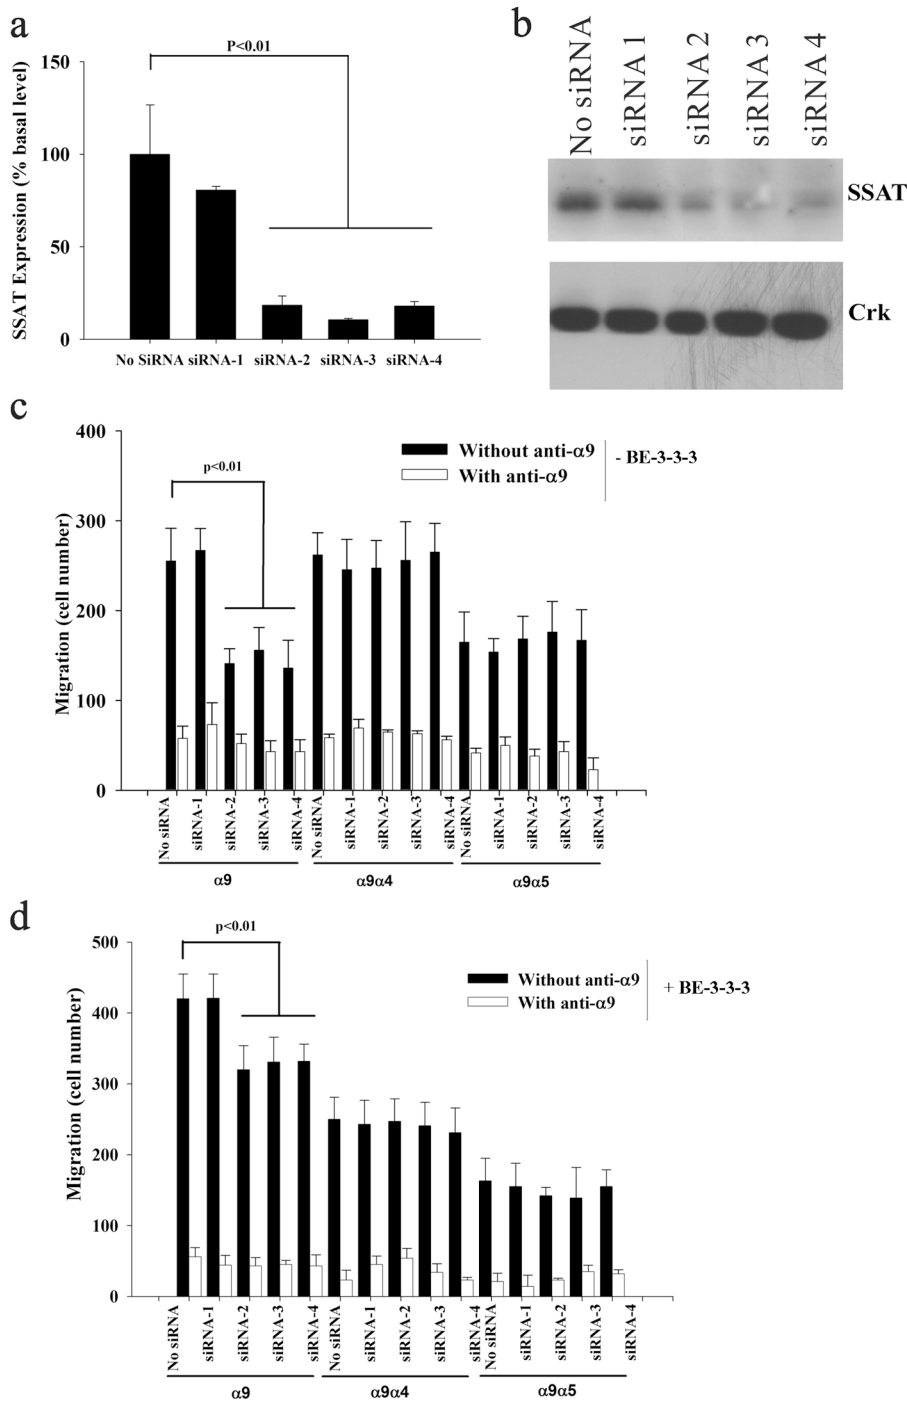 a
P<0.01
150
100
50
0
SSAT Expression (% basal level)
No SiRNA siRNA-1 siRNA-2 siRNA-3 siRNA-4
b
No siRNA
siRNA 1
siRNA 2
siRNA 3
siRNA 4
SSAT
Crk
c
400
300
200
100
0
Migration (cell number)
p<0.01
Without anti-α9
With anti-α9
- BE-3-3-3
No siRNA
siRNA-1
siRNA-2
siRNA-3
siRNA-4
No siRNA
siRNA-1
siRNA-2
siRNA-3
siRNA-4
No siRNA
siRNA-1
siRNA-2
siRNA-3
siRNA-4
α9
α9α4
α9α5
d
500
400
300
200
100
0
Migration (cell number)
p<0.01
Without anti-α9
With anti-α9
+ BE-3-3-3
No siRNA
siRNA-1
siRNA-2
siRNA-3
siRNA-4
No siRNA
siRNA-1
siRNA-2
siRNA-3
siRNA-4
No siRNA
siRNA-1
siRNA-2
siRNA-3
siRNA-4
α9
α9α4
α9α5